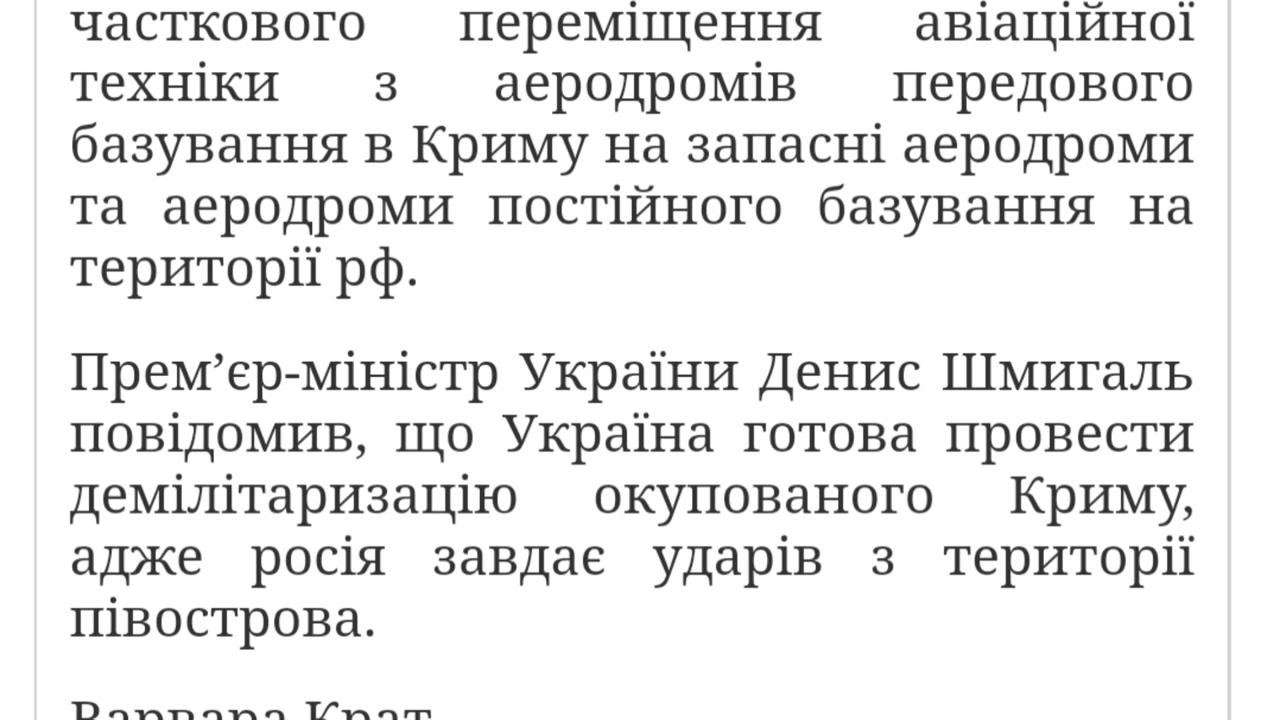 часткового переміщення авіаційної
техніки з аеродромів передового
базування в Криму на запасні аеродроми
та аеродроми постійного базування на
території рф.
Прем’єр-міністр України Денис Шмигаль
повідомив, що Україна готова провести
демілітаризацію окупованого Криму,
адже росія завдає ударів з території
півострова.
Варвара Крат